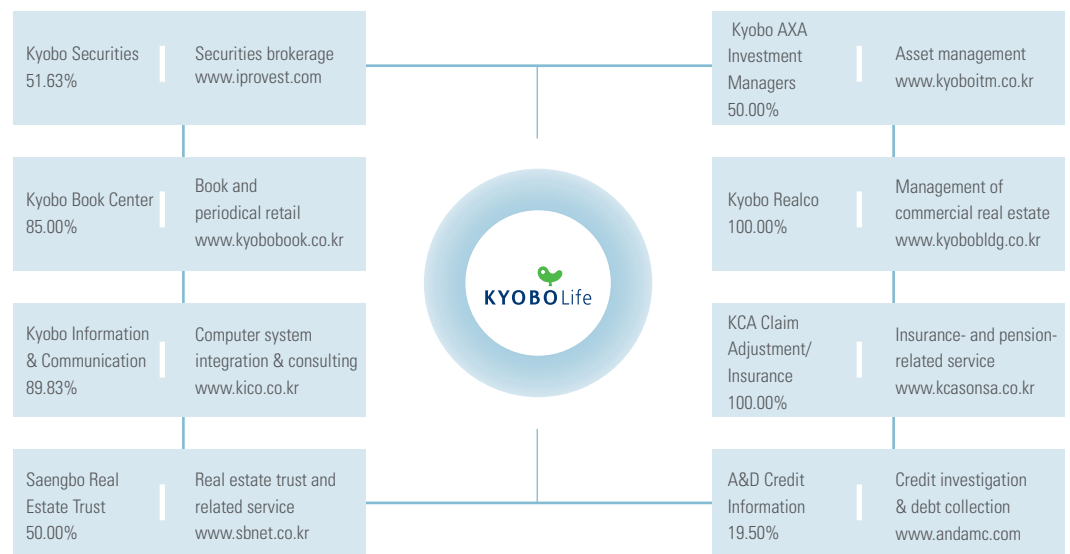 Kyobo Securities
51.63%
Securities brokerage
www.iprovest.com
Kyobo Book Center
85.00%
Book and
periodical retail
www.kyobobook.co.kr
Kyobo Information
& Communication
89.83%
Computer system
integration & consulting
www.kico.co.kr
Saengbo Real
Estate Trust
50.00%
Real estate trust and
related service
www.sbnet.co.kr
KYOBO Life
Kyobo AXA
Investment
Managers
50.00%
Asset management
www.kyoboitm.co.kr
Kyobo Realco
100.00%
Management of
commercial real estate
www.kyobobldg.co.kr
KCA Claim
Adjustment/
Insurance
100.00%
Insurance- and pension-
related service
www.kcasonsa.co.kr
A&D Credit
Information
19.50%
Credit investigation
& debt collection
www.andamc.com